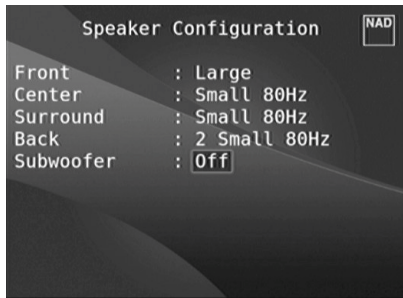 Speaker Configuration
NAD
Front : Large
Center : Small 80Hz
Surround : Small 80Hz
Back : 2 Small 80Hz
Subwoofer : Off